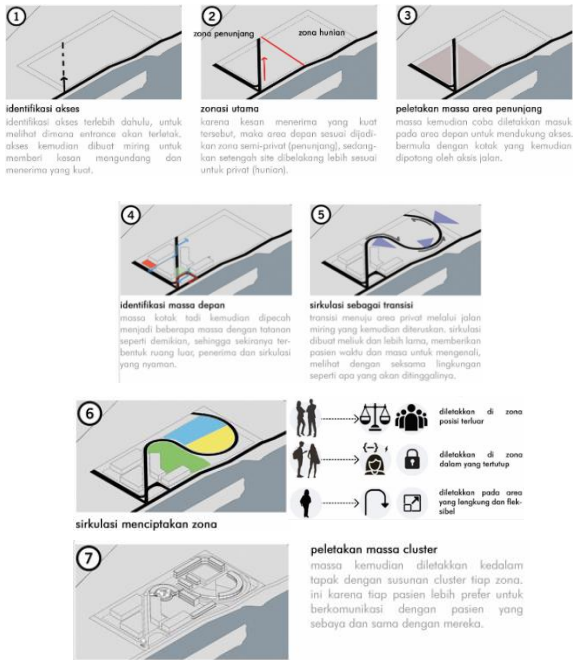 1
identifikasi akses
identifikasi akses terlebih dahulu, untuk
melihat dimana entrance akan terletak.
akses kemudian dibuat miring untuk
memberi kesan mengundang dan
menerima yang kuat.
2
zona penunjang
zona hunian
zonasi utama
karena kesan menerima yang kuat
tersebut, maka area depan sesuai dijadi-
kan zona semi-privat (penunjang), sedang-
kan setengah site dibelakang lebih sesuai
untuk privat (hunian).
3
peletakan massa area penunjang
massa kemudian coba diletakkan masuk
pada area depan untuk mendukung akses.
bermula dengan kotak yang kemudian
dipotong oleh aksis jalan.
4
identifikasi massa depan
massa kotak tadi kemudian dipecah
menjadi beberapa massa dengan tatanan
seperti demikian, sehingga sekiranya ter-
bentuk ruang luar, penerima dan sirkulasi
yang nyaman.
5
sirkulasi sebagai transisi
transisi menuju area privat melalui jalan
miring yang kemudian diteruskan. sirkulasi
dibuat meliuk dan lebih lama, memberikan
pasien waktu dan masa untuk mengenali,
melihat dengan seksama lingkungan
seperti apa yang akan ditinggalinya.
6
sirkulasi menciptakan zona
diletakkan di zona
posisi terluar
diletakkan di zona
dalam yang tertutup
diletakkan pada area
yang lengkung dan flek-
sibel
7
peletakan massa cluster
massa kemudian diletakkan kedalam
tapak dengan susunan cluster tiap zona.
ini karena tiap pasien lebih prefer untuk
berkomunikasi dengan pasien yang
sebaya dan sama dengan mereka.